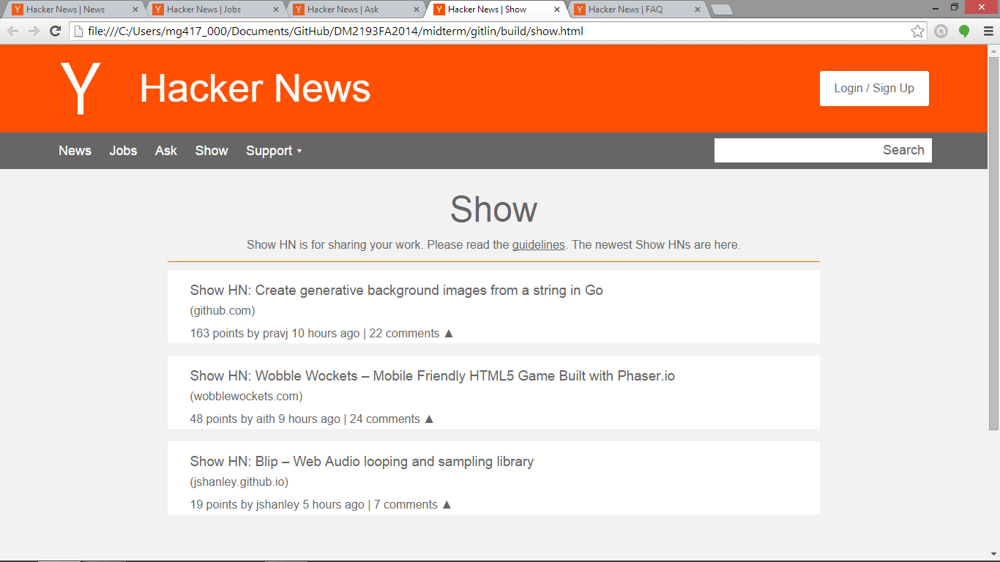 Hacker News | News
Hacker News | Jobs
Hacker News | Ask
Hacker News | Show
Hacker News | FAQ
file:///C:/Users/mg417_000/Documents/GitHub/DM2193FA2014/midterm/gitlin/build/show.html
Y Hacker News
Login / Sign Up
News Jobs Ask Show Support ▾
Search
Show
Show HN is for sharing your work. Please read the guidelines. The newest Show HNs are here.
Show HN: Create generative background images from a string in Go
(github.com)
163 points by pravj 10 hours ago | 22 comments ▲
Show HN: Wobble Wockets – Mobile Friendly HTML5 Game Built with Phaser.io
(wobblewockets.com)
48 points by aith 9 hours ago | 24 comments ▲
Show HN: Blip – Web Audio looping and sampling library
(jshanley.github.io)
19 points by jshanley 5 hours ago | 7 comments ▲